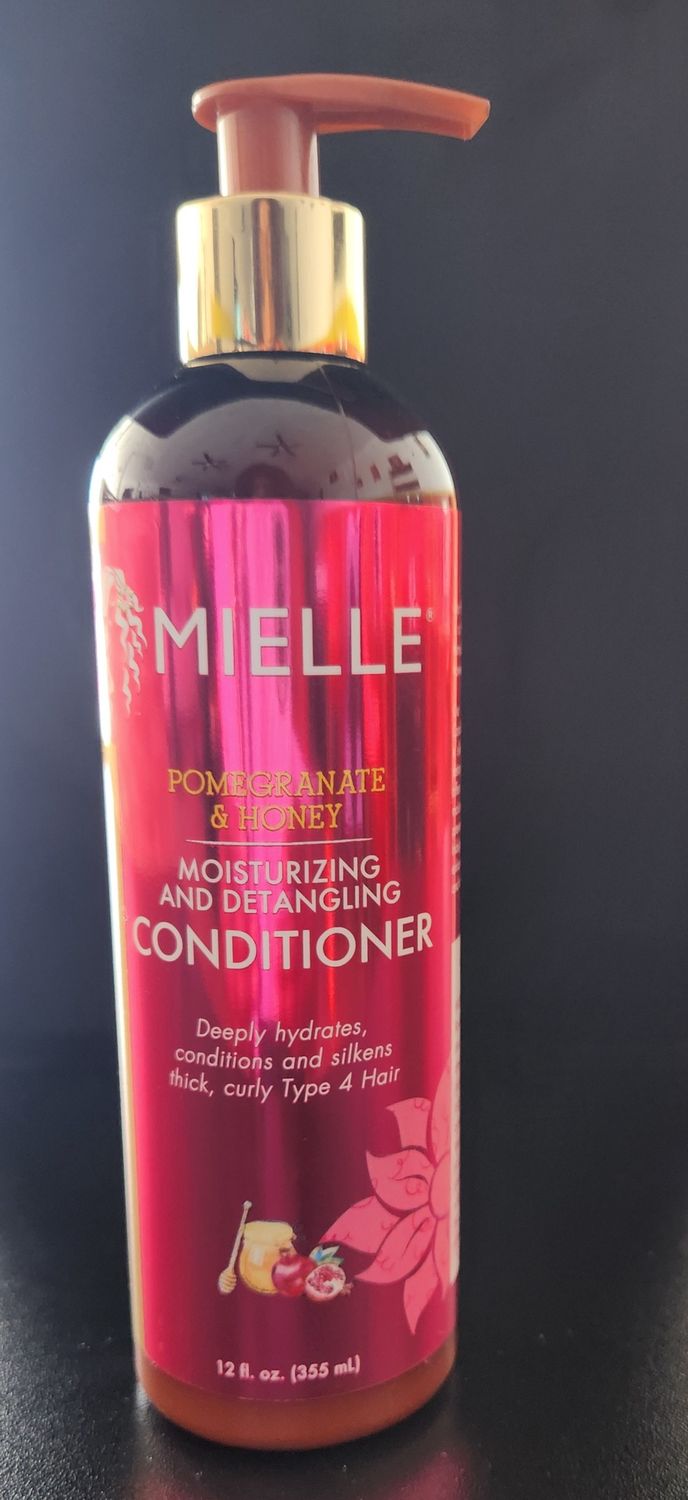 MIELLE®
POMEGRANATE
& HONEY
MOISTURIZING
AND DETANGLING
CONDITIONER
Deeply hydrates,
conditions and silkens
thick, curly Type 4 Hair
12 fl. oz. (355 mL)